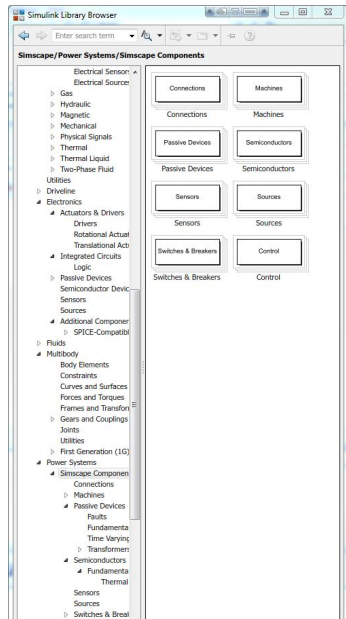 Simulink Library Browser
Enter search term
Simscape/Power Systems/Simscape Components
Electrical Sensors
Electrical Sources
Gas
Hydraulic
Magnetic
Mechanical
Physical Signals
Thermal
Thermal Liquid
Two-Phase Fluid
Utilities
Driveline
Electronics
Actuators & Drivers
Drivers
Rotational Actuat
Translational Actu
Integrated Circuits
Logic
Passive Devices
Semiconductor Devic
Sensors
Sources
Additional Componer
SPICE-Compatibl
Fluids
Multibody
Body Elements
Constraints
Curves and Surfaces
Forces and Torques
Frames and Transforn
Gears and Couplings
Joints
Utilities
First Generation (1G)
Power Systems
Simscape Componen
Connections
Machines
Passive Devices
Faults
Fundamenta
Time Varying
Transformers
Semiconductors
Fundamenta
Thermal
Sensors
Sources
Switches & Breal
Connections
Machines
Connections
Machines
Passive Devices
Semiconductors
Passive Devices
Semiconductors
Sensors
Sources
Sensors
Sources
Switches & Breakers
Control
Switches & Breakers
Control